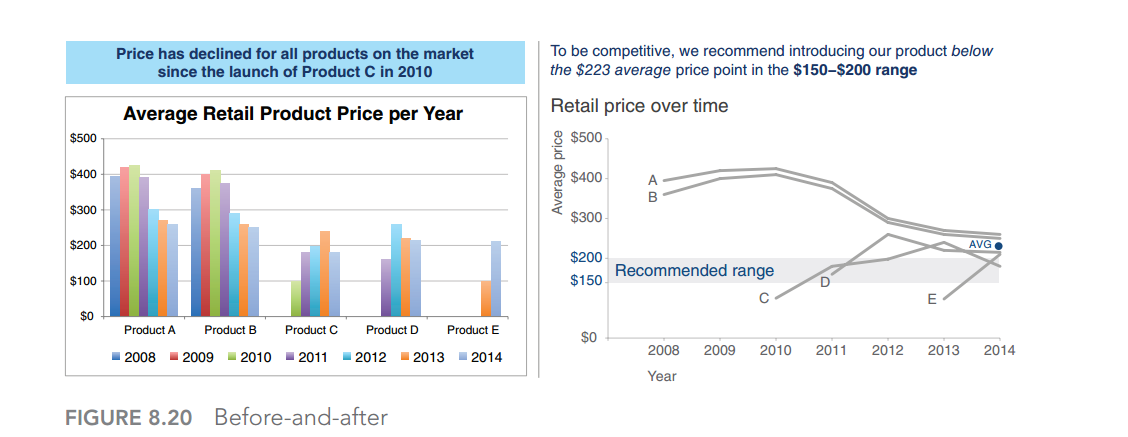 Price has declined for all products on the market
since the launch of Product C in 2010
Average Retail Product Price per Year
$500
$400
$300
$200
$100
$0
Product A Product B Product C Product D Product E
2008 2009 2010 2011 2012 2013 2014
To be competitive, we recommend introducing our product below
the $223 average price point in the $150–$200 range
Retail price over time
Average price
$500
$400
$300
$200
$150
$0
A
B
AVG
Recommended range
C
D
E
2008 2009 2010 2011 2012 2013 2014
Year
FIGURE 8.20 Before-and-after